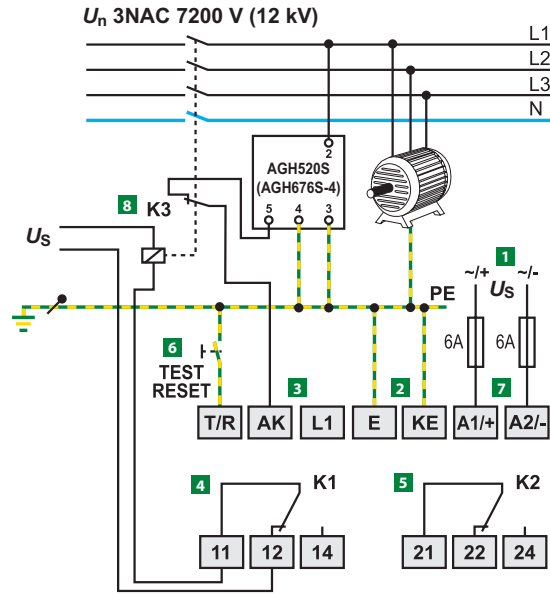 Un 3NAC 7200 V (12 kV)
L1
L2
L3
N
2
AGH520S
(AGH676S-4)
5 4 3
8 K3
US
1
~/+ ~/-
US
PE
6A 6A
6
TEST
RESET
3 2 7
T/R AK L1 E KE A1/+ A2/-
4 K1 5 K2
11 12 14 21 22 24